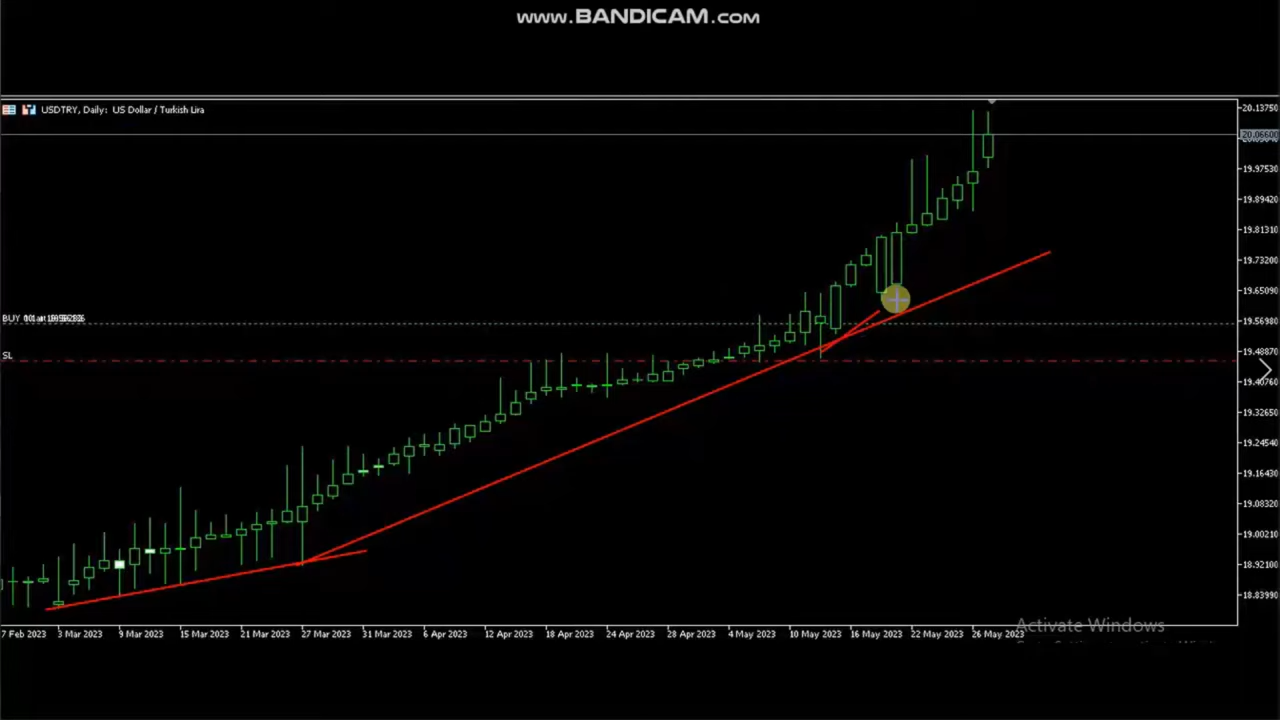 www.BANDICAM.com
USDTRY, Daily: US Dollar / Turkish Lira
20.13750
20.06600
19.97530
19.89420
19.81310
19.73200
19.65090
BUY
19.56980
SL
19.48870
19.40760
19.32650
19.24540
19.16430
19.08320
19.00210
18.92100
18.83990
7 Feb 2023 3 Mar 2023 9 Mar 2023 15 Mar 2023 21 Mar 2023 27 Mar 2023 31 Mar 2023 6 Apr 2023 12 Apr 2023 18 Apr 2023 24 Apr 2023 28 Apr 2023 4 May 2023 10 May 2023 16 May 2023 22 May 2023 26 May 2023
Activate Windows